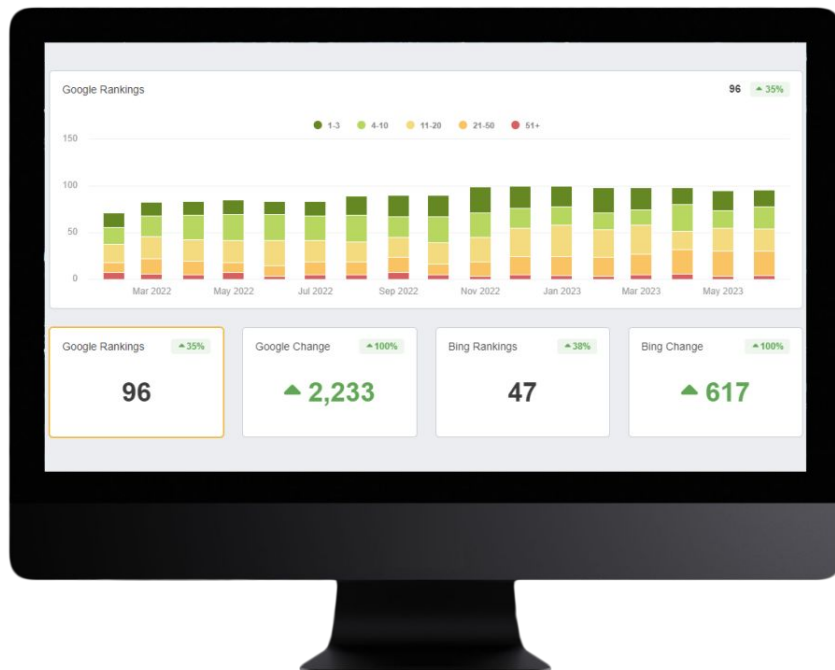 Google Rankings 96 35%
1-3 4-10 11-20 21-50 51+
150
100
50
0
Mar 2022 May 2022 Jul 2022 Sep 2022 Nov 2022 Jan 2023 Mar 2023 May 2023
Google Rankings 35%
96
Google Change 100%
2,233
Bing Rankings 38%
47
Bing Change 100%
617